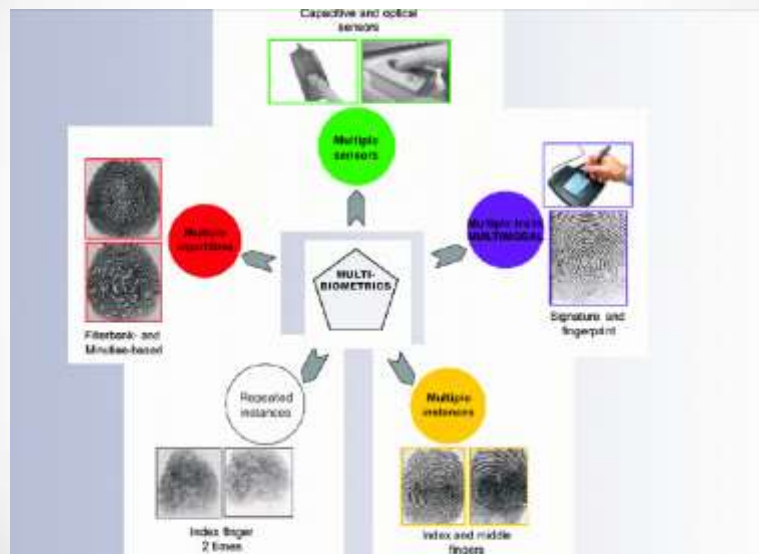 Capacitive and optical
sensors
Multiple
sensors
Multiple
algorithms
Filterbank- and
Minutiae-based
Multiple traits
MULTIMODAL
Signature and
fingerprint
MULTI-
BIOMETRICS
Repeated
instances
Index finger
2 times
Multiple
instances
Index and middle
fingers